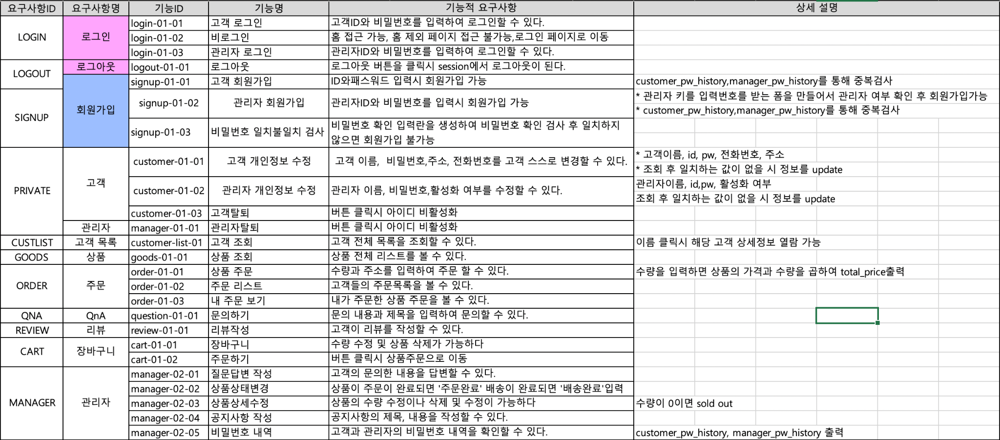 요구사항ID 요구사항명 기능ID 기능명 기능적 요구사항 상세 설명
LOGIN 로그인 login-01-01 고객 로그인 고객ID와 비밀번호를 입력하여 로그인할 수 있다.
login-01-02 비로그인 홈 접근 가능, 홈 제외 페이지 접근 불가능,로그인 페이지로 이동
login-01-03 관리자 로그인 관리자ID와 비밀번호를 입력하여 로그인할 수 있다.
LOGOUT 로그아웃 logout-01-01 로그아웃 로그아웃 버튼을 클릭시 session에서 로그아웃이 된다.
회원가입 signup-01-01 고객 회원가입 ID와패스워드 입력시 회원가입 가능 customer_pw_history,manager_pw_history를 통해 중복검사
SIGNUP signup-01-02 관리자 회원가입 관리자ID와 비밀번호를 입력시 회원가입 가능 * 관리자 키를 입력번호를 받는 폼을 만들어서 관리자 여부 확인 후 회원가입가능
* customer_pw_history,manager_pw_history를 통해 중복검사
signup-01-03 비밀번호 일치불일치 검사 비밀번호 확인 입력란을 생성하여 비밀번호 확인 검사 후 일치하지
않으면 회원가입 불가능
PRIVATE 고객 customer-01-01 고객 개인정보 수정 고객 이름, 비밀번호,주소, 전화번호를 고객 스스로 변경할 수 있다. * 고객이름, id, pw, 전화번호, 주소
* 조회 후 일치하는 값이 없을 시 정보를 update
customer-01-02 관리자 개인정보 수정 관리자 이름, 비밀번호,활성화 여부를 수정할 수 있다. 관리자이름, id,pw, 활성화 여부
조회 후 일치하는 값이 없을 시 정보를 update
customer-01-03 고객탈퇴 버튼 클릭시 아이디 비활성화
관리자 manager-01-01 관리자탈퇴 버튼 클릭시 아이디 비활성화
CUSTLIST 고객 목록 customer-list-01 고객 조회 고객 전체 목록을 조회할 수 있다. 이름 클릭시 해당 고객 상세정보 열람 가능
GOODS 상품 goods-01-01 상품 조회 상품 전체 리스트를 볼 수 있다.
ORDER 주문 order-01-01 상품 주문 수량과 주소를 입력하여 주문 할 수 있다. 수량을 입력하면 상품의 가격과 수량을 곱하여 total_price출력
order-01-02 주문 리스트 고객들의 주문목록을 볼 수 있다.
order-01-03 내 주문 보기 내가 주문한 상품 주문을 볼 수 있다.
QNA QnA question-01-01 문의하기 문의 내용과 제목을 입력하여 문의할 수 있다.
REVIEW 리뷰 review-01-01 리뷰작성 고객이 리뷰를 작성할 수 있다.
CART 장바구니 cart-01-01 장바구니 수량 수정 및 상품 삭제가 가능하다
cart-01-02 주문하기 버튼 클릭시 상품주문으로 이동
MANAGER 관리자 manager-02-01 질문답변 작성 고객의 문의한 내용을 답변할 수 있다.
manager-02-02 상품상태변경 상품이 주문이 완료되면 '주문완료' 배송이 완료되면 '배송완료'입력
manager-02-03 상품상세수정 상품의 수량 수정이나 삭제 및 수정이 가능하다 수량이 0이면 sold out
manager-02-04 공지사항 작성 공지사항의 제목, 내용을 작성할 수 있다.
manager-02-05 비밀번호 내역 고객과 관리자의 비밀번호 내역을 확인할 수 있다. customer_pw_history, manager_pw_history 출력